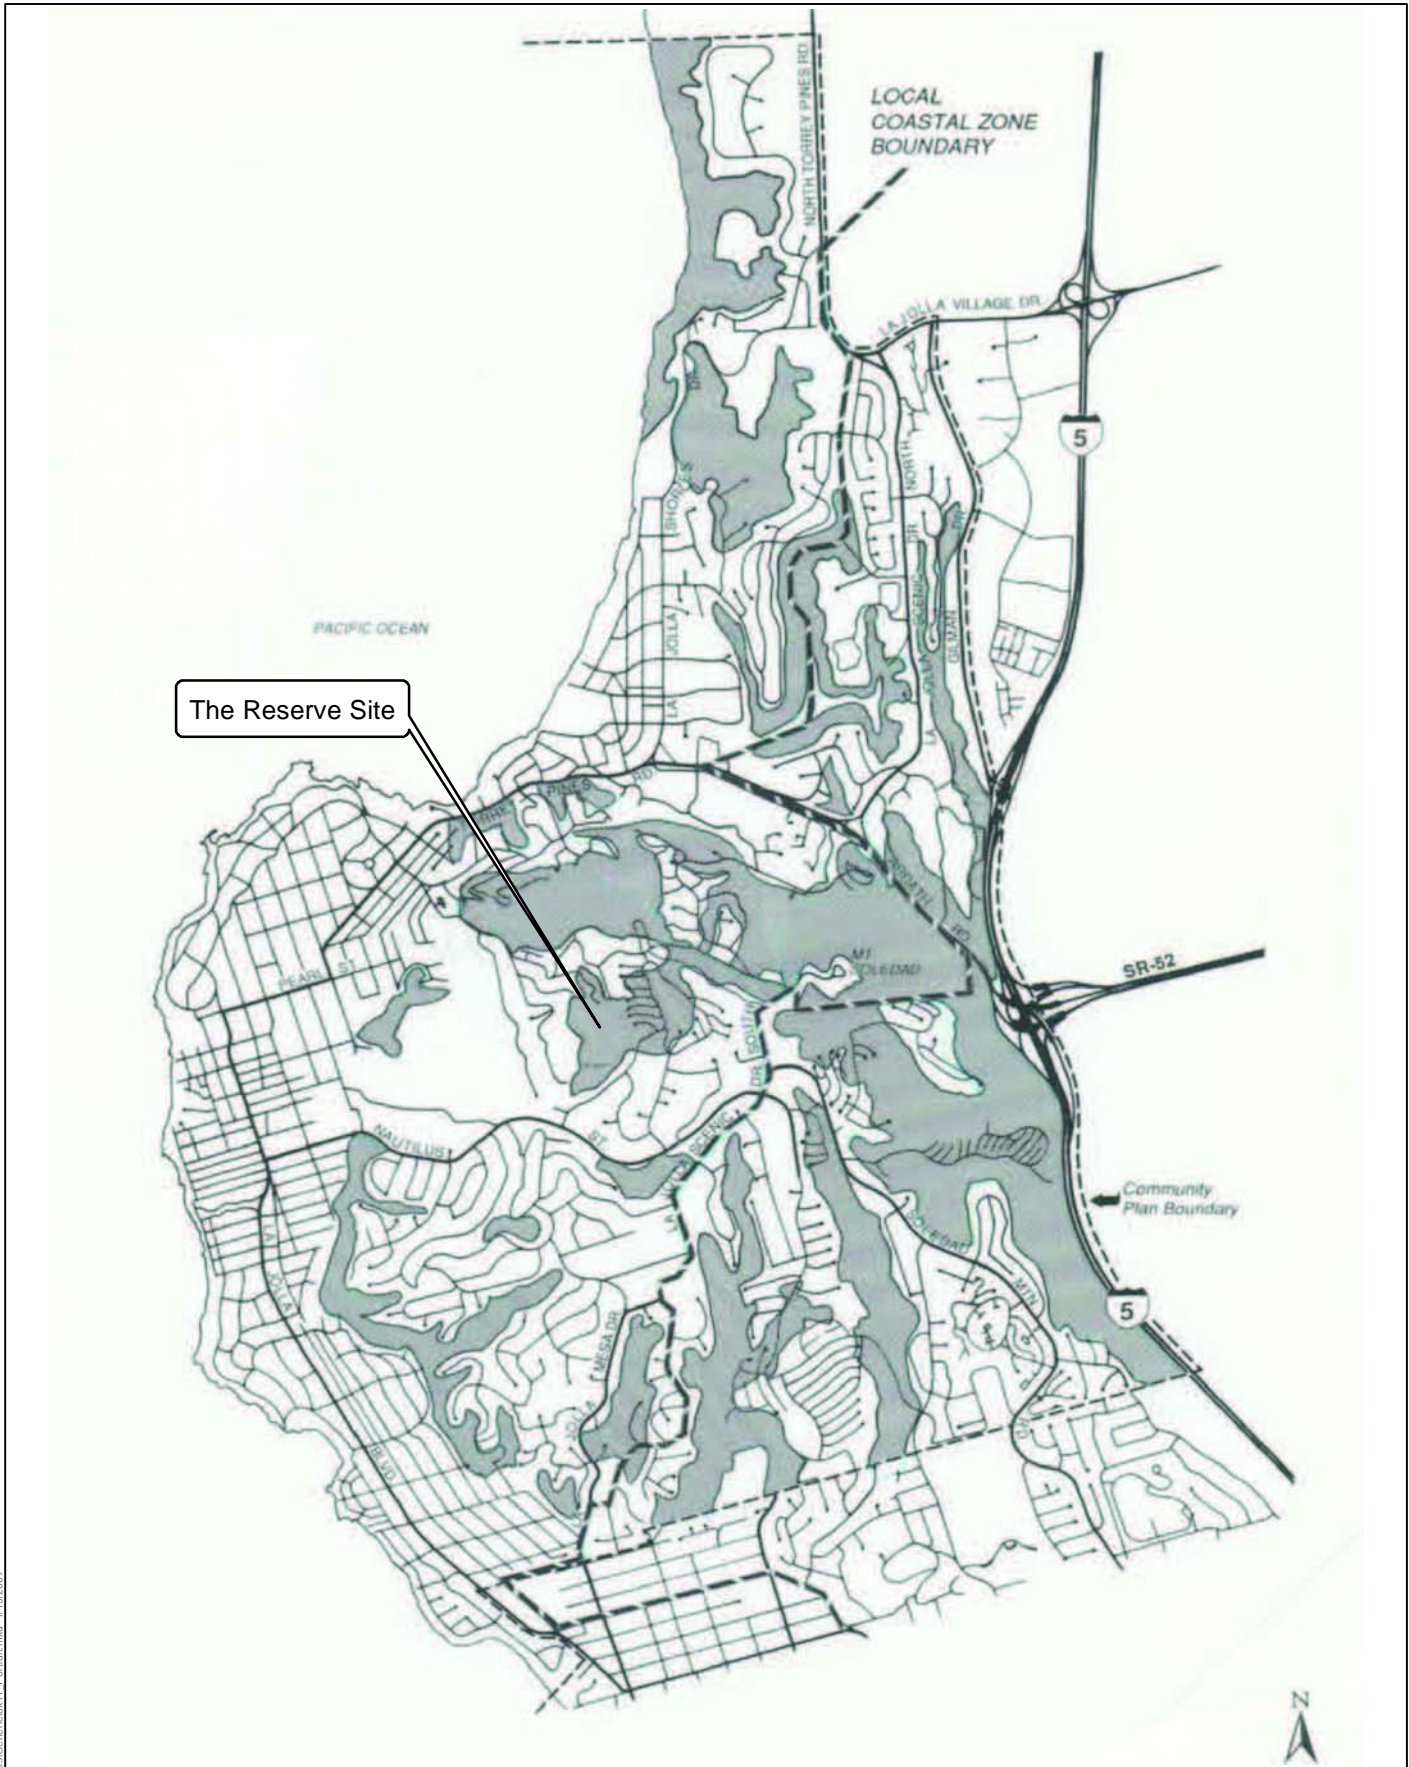 NORTH TORREY PINES RD
LOCAL
COASTAL ZONE
BOUNDARY
LA JOLLA VILLAGE DR.
DR
5
SHORES
NORTH
DR
SCENIC
GILMAN
DR
PACIFIC OCEAN
JOLLA
LA
JOLLA
LA
The Reserve Site
PINES
RD
RD
MT
SOLEDAD
SR-52
PEARL ST
SOUTH
DR
SCENIC
NAUTILUS
ST
LA
Community
Plan Boundary
SOLEDAD
MTN
RD
LA
JOLLA
BLVD
5
MESA DR
N